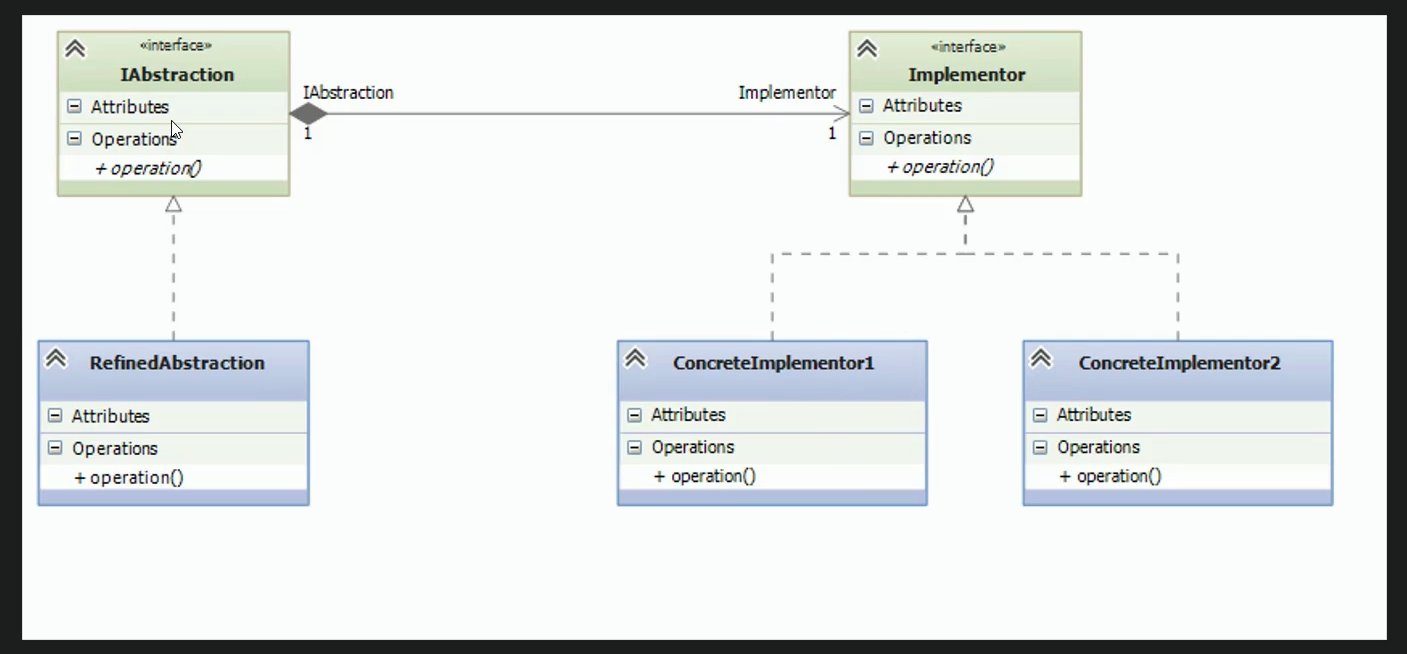 «interface»
IAbstraction
Attributes
Operations
+ operation()
IAbstraction
1
Implementor
1
«interface»
Implementor
Attributes
Operations
+ operation()
RefinedAbstraction
Attributes
Operations
+ operation()
ConcreteImplementor1
Attributes
Operations
+ operation()
ConcreteImplementor2
Attributes
Operations
+ operation()